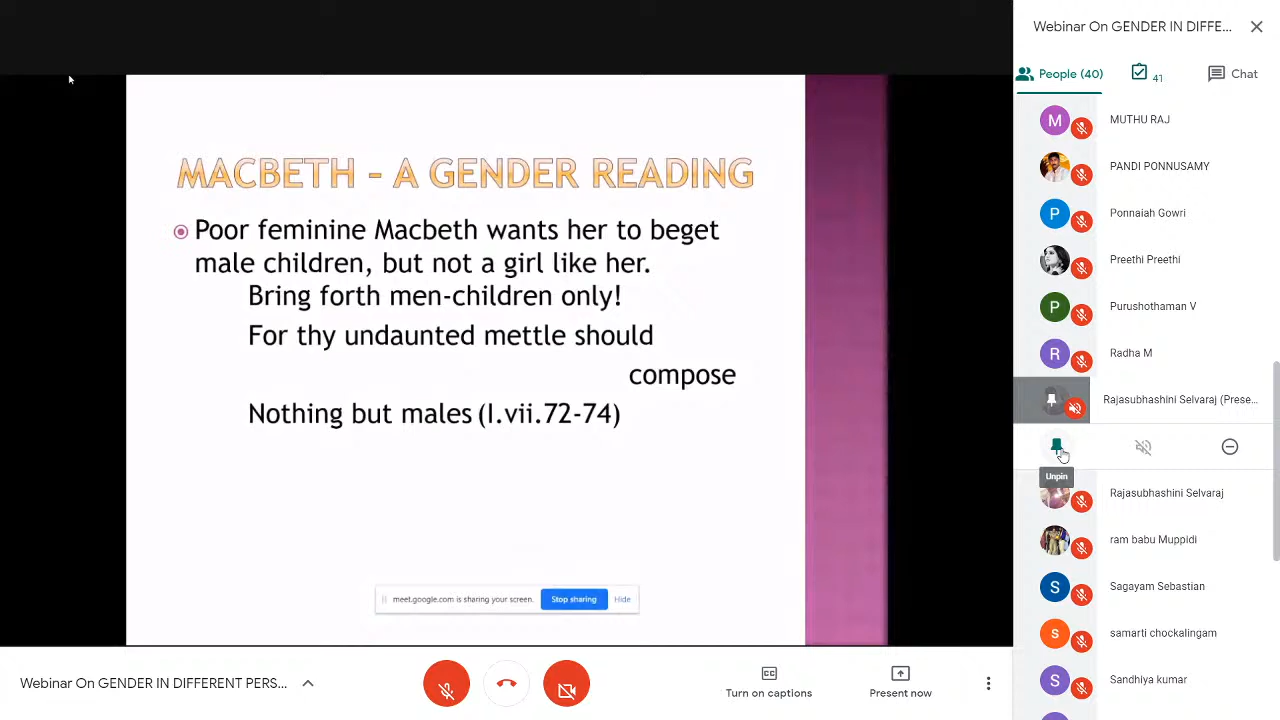 Webinar On GENDER IN DIFFE...
People (40)
41
Chat
MUTHU RAJ
PANDI PONNUSAMY
Ponnaiah Gowri
Preethi Preethi
Purushothaman V
Radha M
Rajasubhashini Selvaraj (Prese...
Unpin
Rajasubhashini Selvaraj
ram babu Muppidi
Sagayam Sebastian
samarti chockalingam
Sandhiya kumar
M
P
P
R
S
s
S
MACBETH - A GENDER READING
Poor feminine Macbeth wants her to beget
male children, but not a girl like her.
Bring forth men-children only!
For thy undaunted mettle should
compose
Nothing but males (I.vii.72-74)
meet.google.com is sharing your screen.
Stop sharing
Hide
Webinar On GENDER IN DIFFERENT PERS...
CC
Turn on captions
Present now